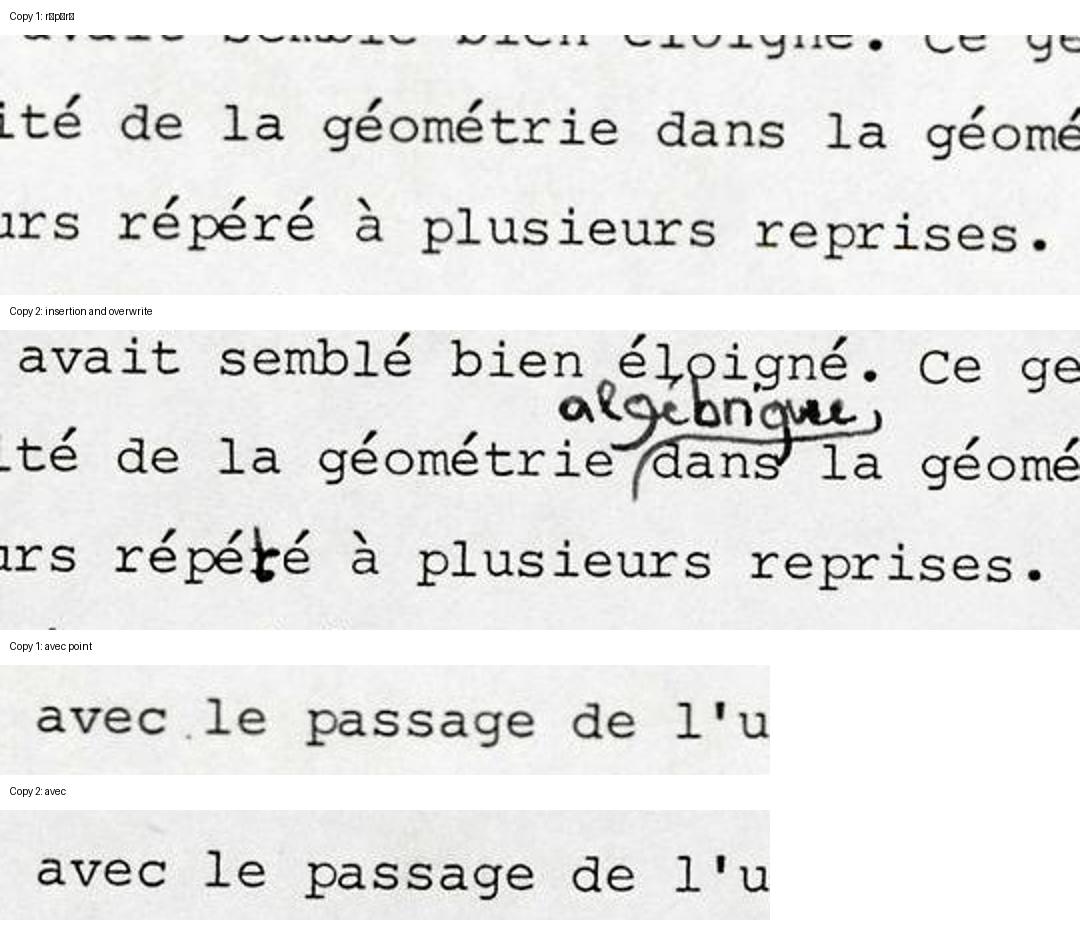 Copy 1: r▯p▯r▯
avait semblé bien éloigné. Ce ge
ité de la géométrie dans la géomé
urs répéré à plusieurs reprises.
Copy 2: insertion and overwrite
avait semblé bien éloigné. Ce ge
algébrique,
ité de la géométrie dans la géomé
urs répété à plusieurs reprises.
Copy 1: avec point
avec . le passage de l'u
Copy 2: avec
avec le passage de l'u